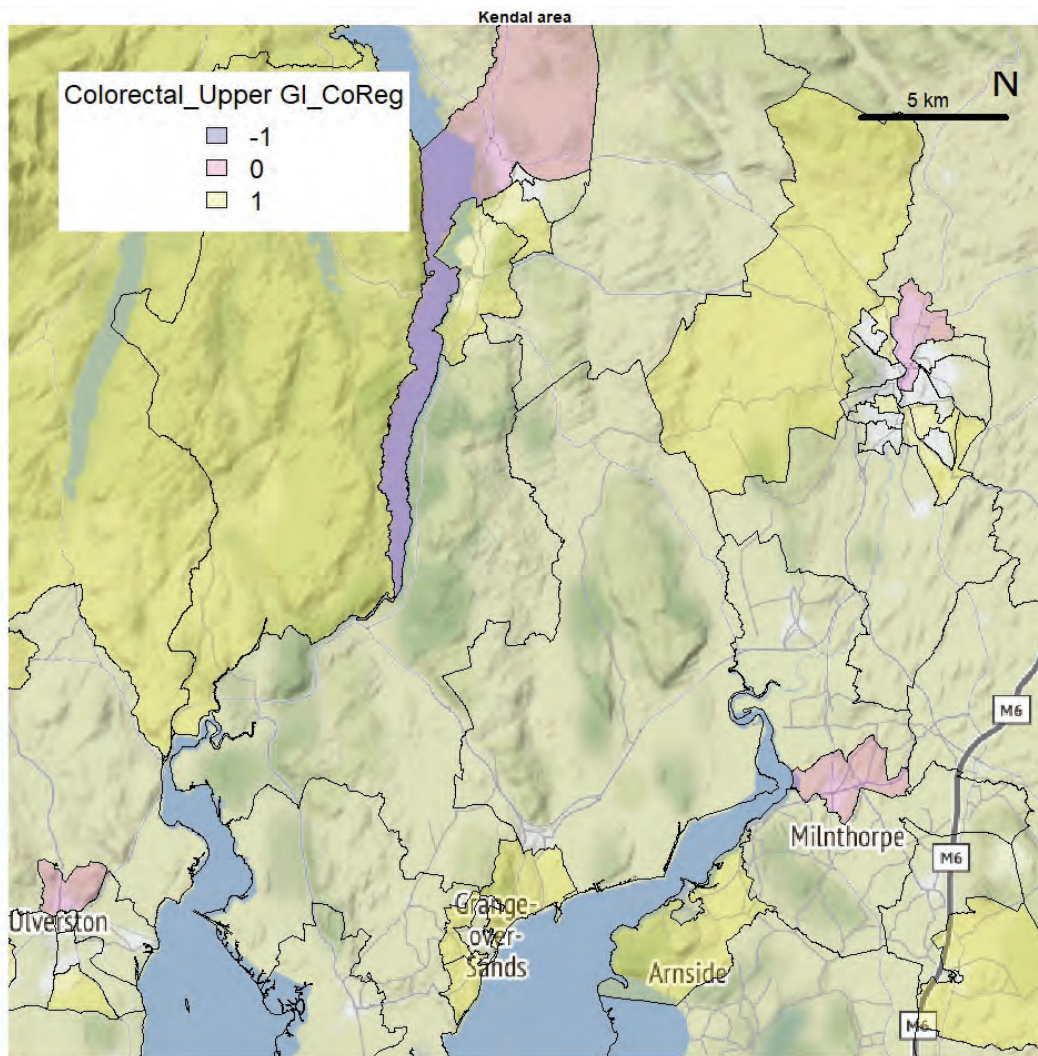 Kendal area
Colorectal_Upper GI_CoReg
-1
0
1
N
5 km
M6
Milnthorpe
M6
Ulverston
Grange-
over-
Sands
Arnside
M6